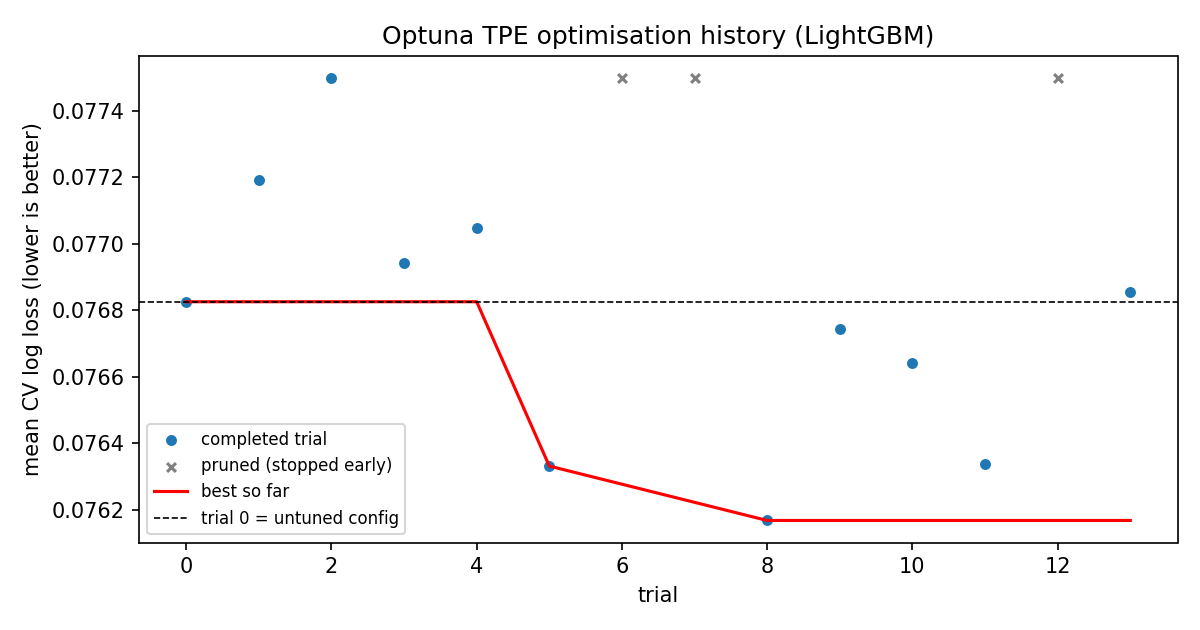 Optuna TPE optimisation history (LightGBM)
mean CV log loss (lower is better)
0.0774
0.0772
0.0770
0.0768
0.0766
0.0764
0.0762
completed trial
pruned (stopped early)
best so far
trial 0 = untuned config
0 2 4 6 8 10 12
trial